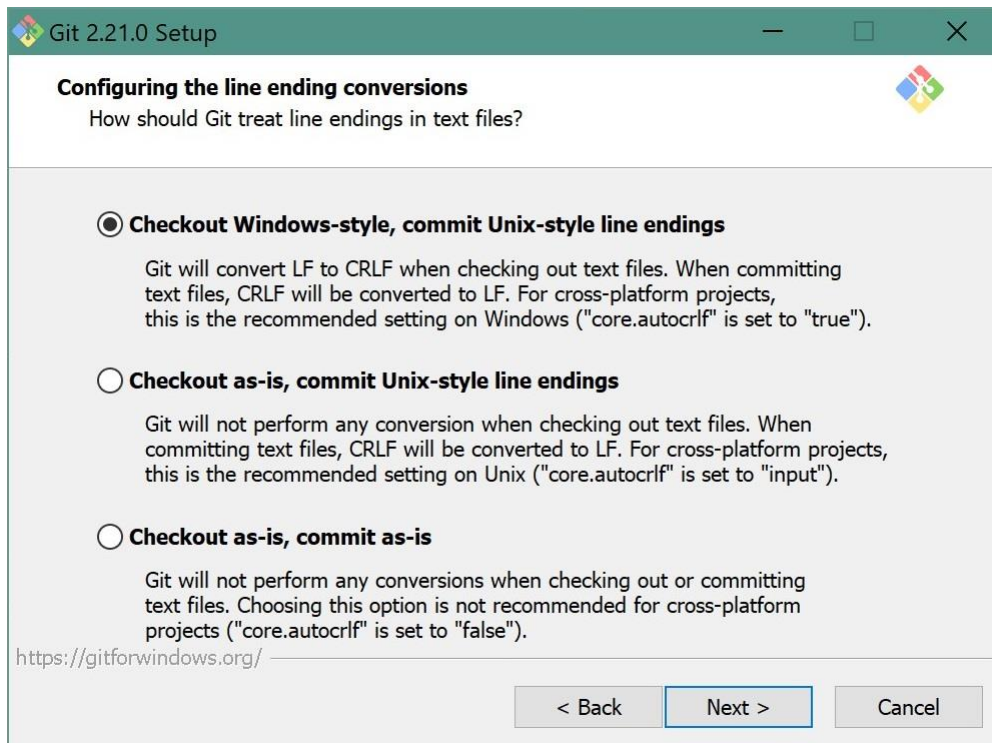 Git 2.21.0 Setup
Configuring the line ending conversions
How should Git treat line endings in text files?
Checkout Windows-style, commit Unix-style line endings
Git will convert LF to CRLF when checking out text files. When committing
text files, CRLF will be converted to LF. For cross-platform projects,
this is the recommended setting on Windows ("core.autocrlf" is set to "true").
Checkout as-is, commit Unix-style line endings
Git will not perform any conversion when checking out text files. When
committing text files, CRLF will be converted to LF. For cross-platform projects,
this is the recommended setting on Unix ("core.autocrlf" is set to "input").
Checkout as-is, commit as-is
Git will not perform any conversions when checking out or committing
text files. Choosing this option is not recommended for cross-platform
projects ("core.autocrlf" is set to "false").
https://gitforwindows.org/
< Back
Next >
Cancel